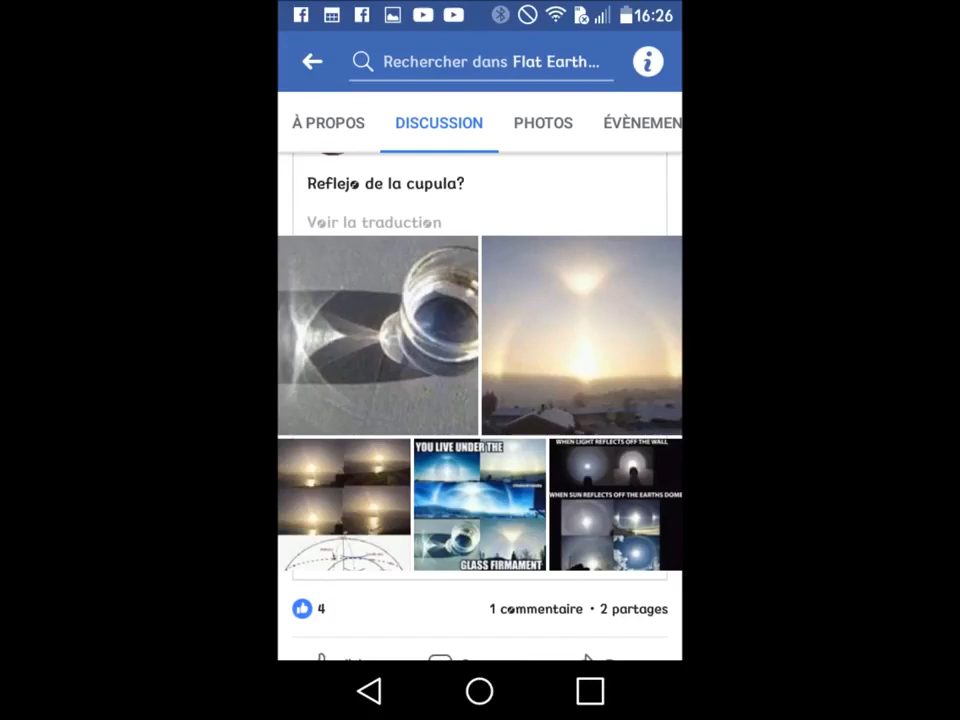 16:26
Rechercher dans Flat Earth...
À PROPOS DISCUSSION PHOTOS ÉVÈNEMEN
Reflejo de la cupula?
Voir la traduction
YOU LIVE UNDER THE
GLASS FIRMAMENT
WHEN LIGHT REFLECTS OFF THE WALL
WHEN SUN REFLECTS OFF THE EARTHS DOME
4
1 commentaire • 2 partages